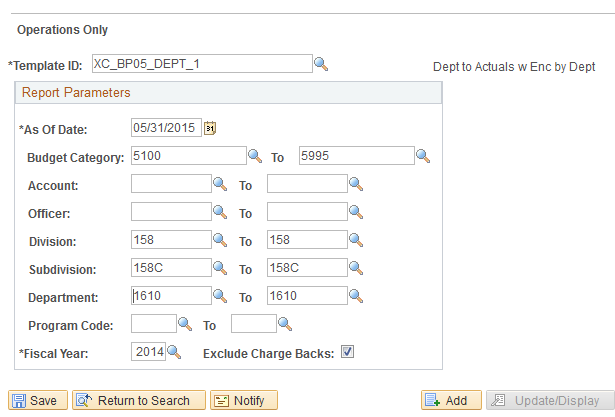 Operations Only
*Template ID: XC_BP05_DEPT_1 Dept to Actuals w Enc by Dept
Report Parameters
*As Of Date: 05/31/2015 31
Budget Category: 5100 To 5995
Account: To
Officer: To
Division: 158 To 158
Subdivision: 158C To 158C
Department: 1610 To 1610
Program Code: To
*Fiscal Year: 2014 Exclude Charge Backs:
Save Return to Search Notify Add Update/Display